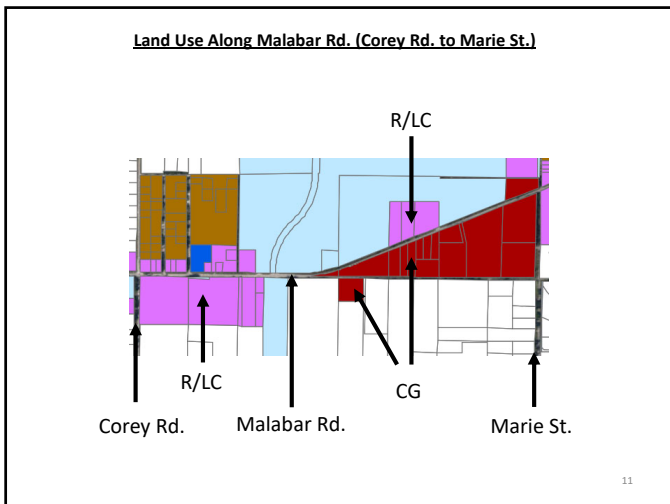 Land Use Along Malabar Rd. (Corey Rd. to Marie St.)
R/LC
R/LC
CG
Corey Rd.
Malabar Rd.
Marie St.
11